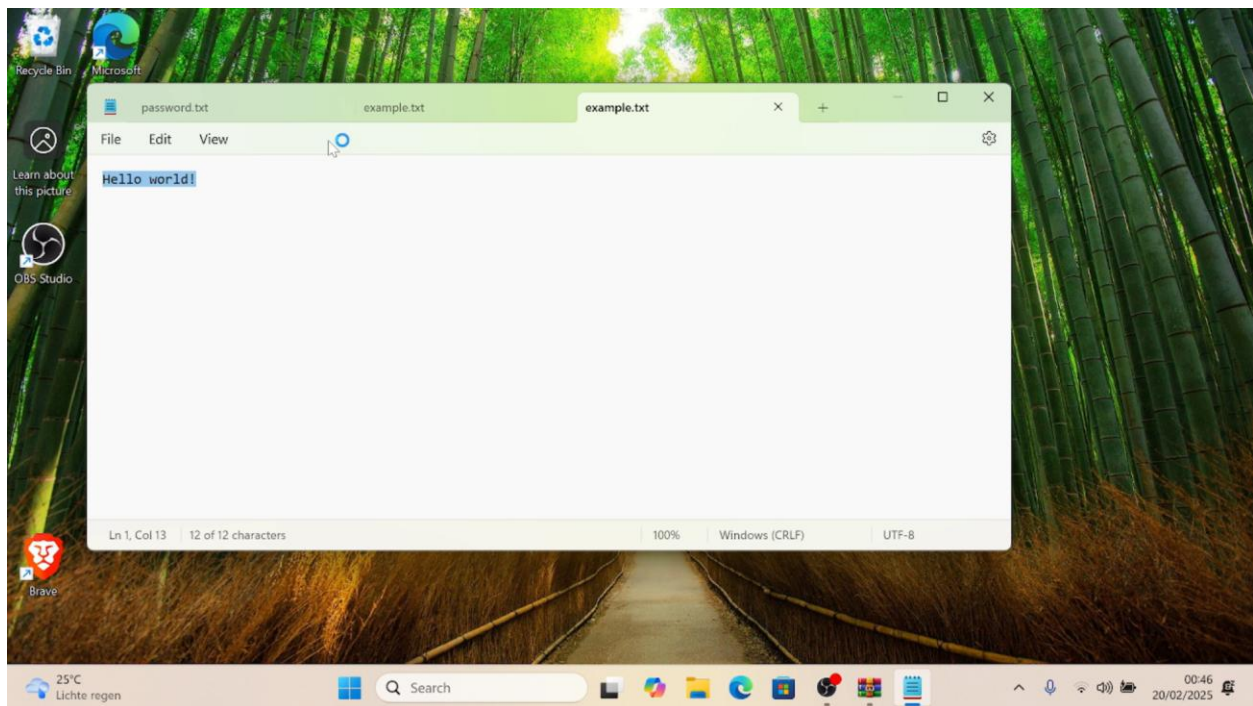 Recycle Bin
Microsoft
password.txt
example.txt
example.txt
File Edit View
Learn about
this picture
Hello world!
OBS Studio
Ln 1, Col 13
12 of 12 characters
100%
Windows (CRLF)
UTF-8
Brave
25°C
Lichte regen
Search
00:46
20/02/2025